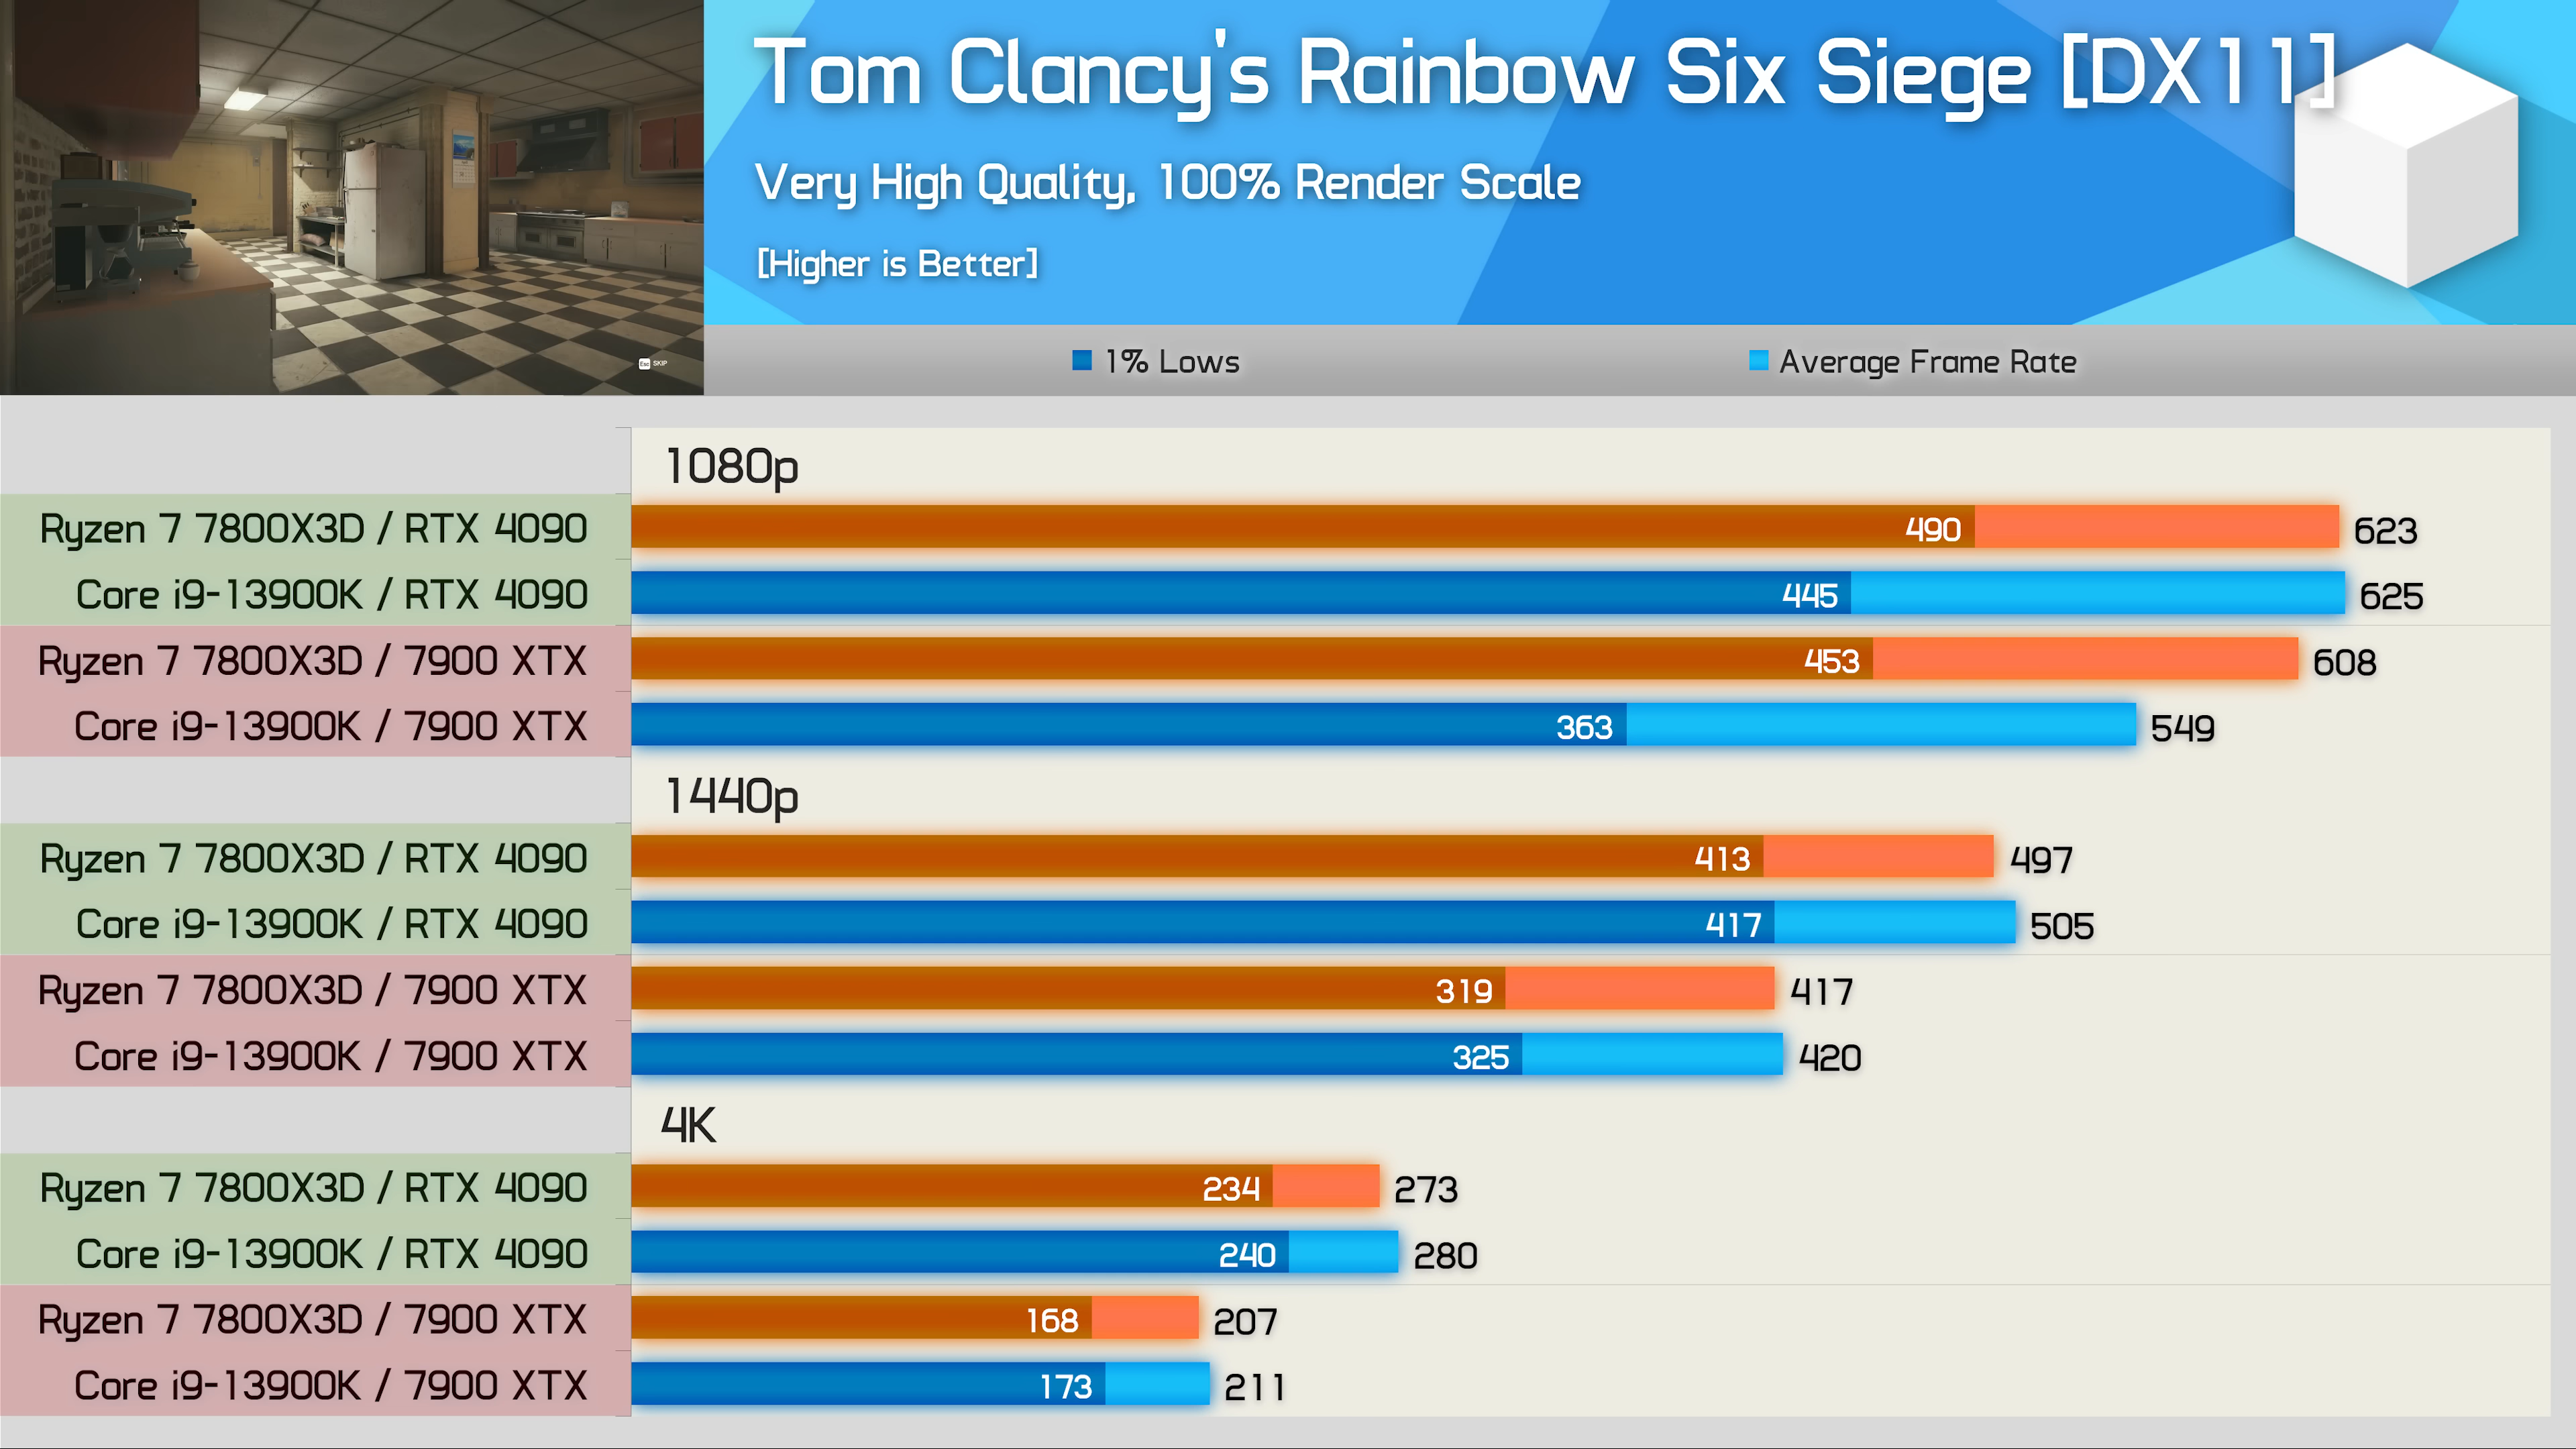 Tom Clancy's Rainbow Six Siege [DX11]
Very High Quality, 100% Render Scale
[Higher is Better]
Esc SKIP
1% Lows Average Frame Rate
1080p
Ryzen 7 7800X3D / RTX 4090 490 623
Core i9-13900K / RTX 4090 445 625
Ryzen 7 7800X3D / 7900 XTX 453 608
Core i9-13900K / 7900 XTX 363 549
1440p
Ryzen 7 7800X3D / RTX 4090 413 497
Core i9-13900K / RTX 4090 417 505
Ryzen 7 7800X3D / 7900 XTX 319 417
Core i9-13900K / 7900 XTX 325 420
4K
Ryzen 7 7800X3D / RTX 4090 234 273
Core i9-13900K / RTX 4090 240 280
Ryzen 7 7800X3D / 7900 XTX 168 207
Core i9-13900K / 7900 XTX 173 211